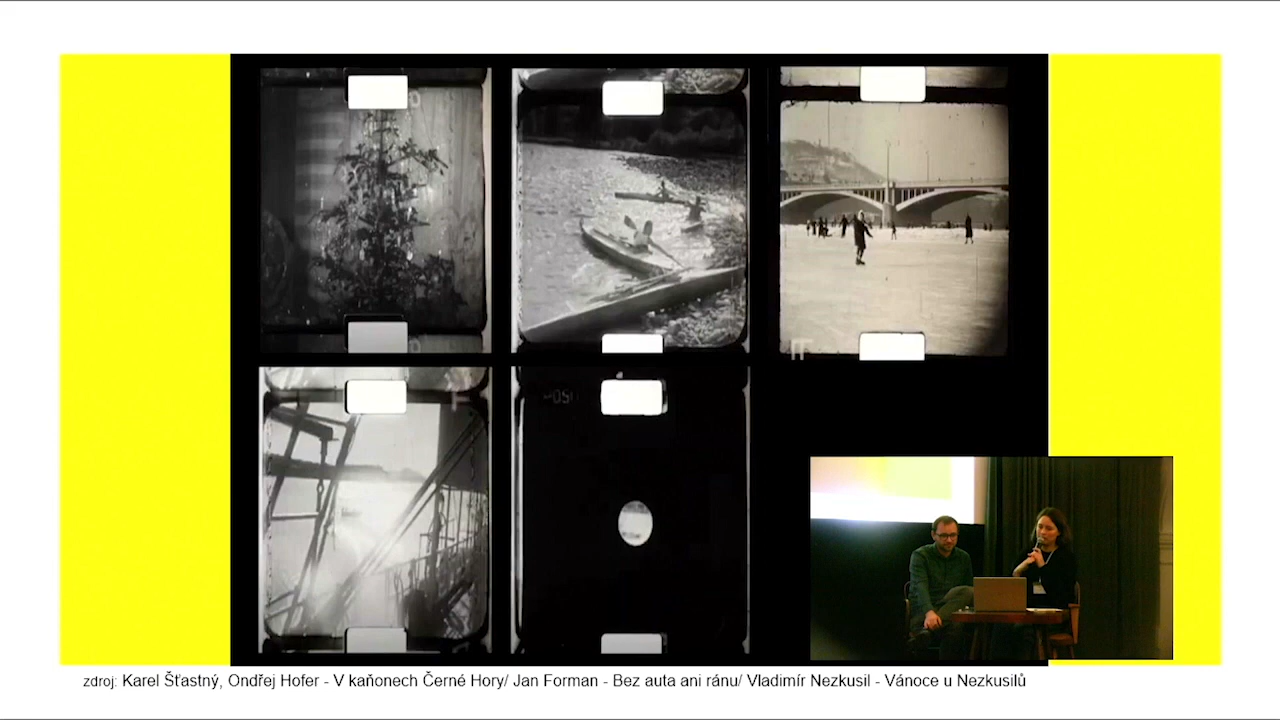 zdroj: Karel Šťastný, Ondřej Hofer - V kaňonech Černé Hory/ Jan Forman - Bez auta ani ránu/ Vladimír Nezkusil - Vánoce u Nezkusilů